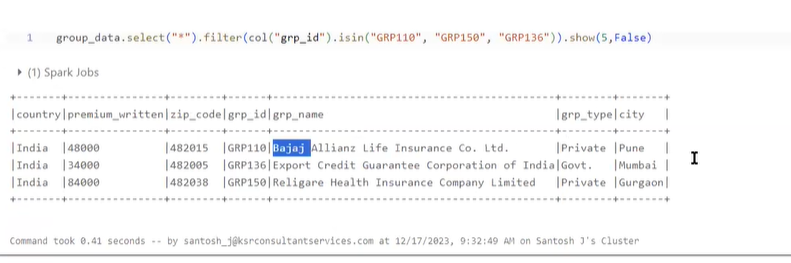 1 group_data.select("*").filter(col("grp_id").isin("GRP110", "GRP150", "GRP136")).show(5,False)
(1) Spark Jobs
+-------+---------------+--------+------+------------------------------------------+--------+-------+
|country|premium_written|zip_code|grp_id|grp_name |grp_type|city |
+-------+---------------+--------+------+------------------------------------------+--------+-------+
|India |48000 |482015 |GRP110|Bajaj Allianz Life Insurance Co. Ltd. |Private |Pune |
|India |34000 |482005 |GRP136|Export Credit Guarantee Corporation of India|Govt. |Mumbai |
|India |84000 |482038 |GRP150|Religare Health Insurance Company Limited |Private |Gurgaon|
+-------+---------------+--------+------+------------------------------------------+--------+-------+
Command took 0.41 seconds -- by santosh_j@ksrconsultantservices.com at 12/17/2023, 9:32:49 AM on Santosh J's Cluster